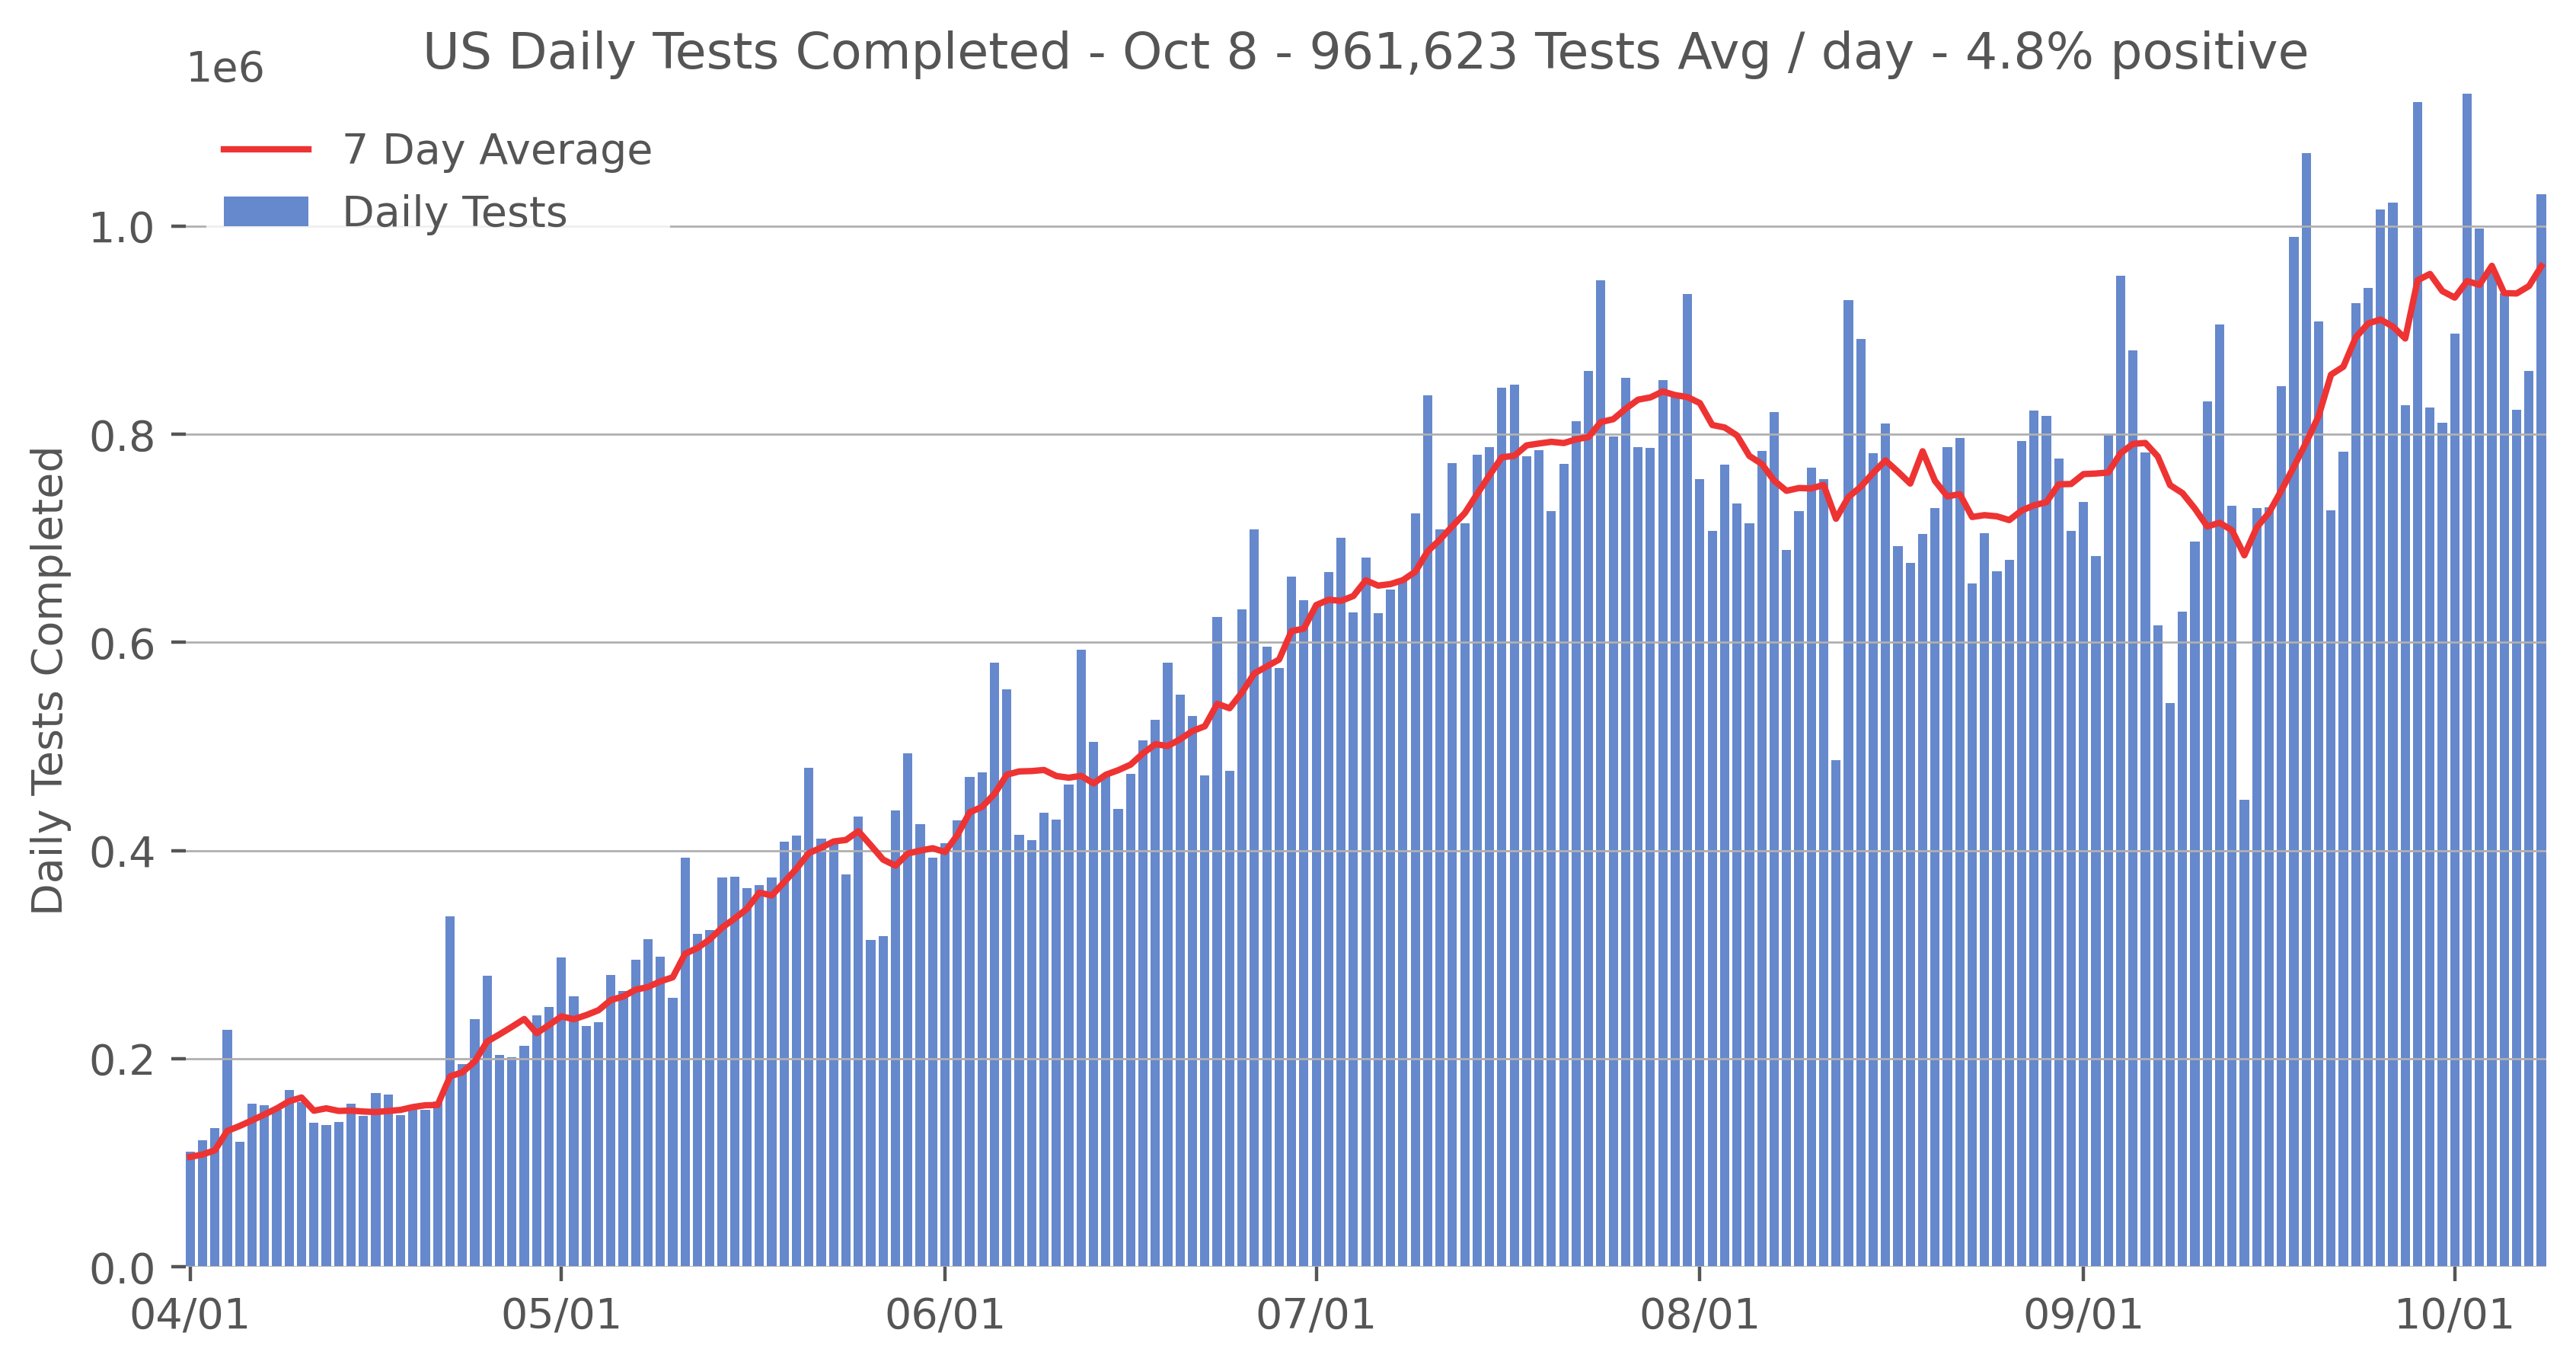 US Daily Tests Completed - Oct 8 - 961,623 Tests Avg / day - 4.8% positive
1e6
7 Day Average
Daily Tests
Daily Tests Completed
1.0
0.8
0.6
0.4
0.2
0.0
04/01 05/01 06/01 07/01 08/01 09/01 10/01